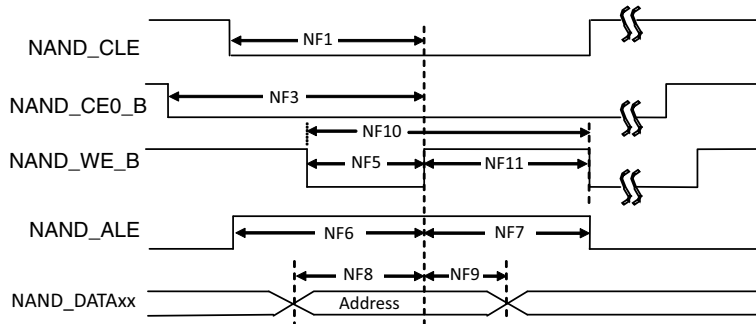 NAND_CLE
NF1
NAND_CE0_B
NF3
NF10
NAND_WE_B
NF5
NF11
NAND_ALE
NF6
NF7
NF8
NF9
NAND_DATAxx
Address